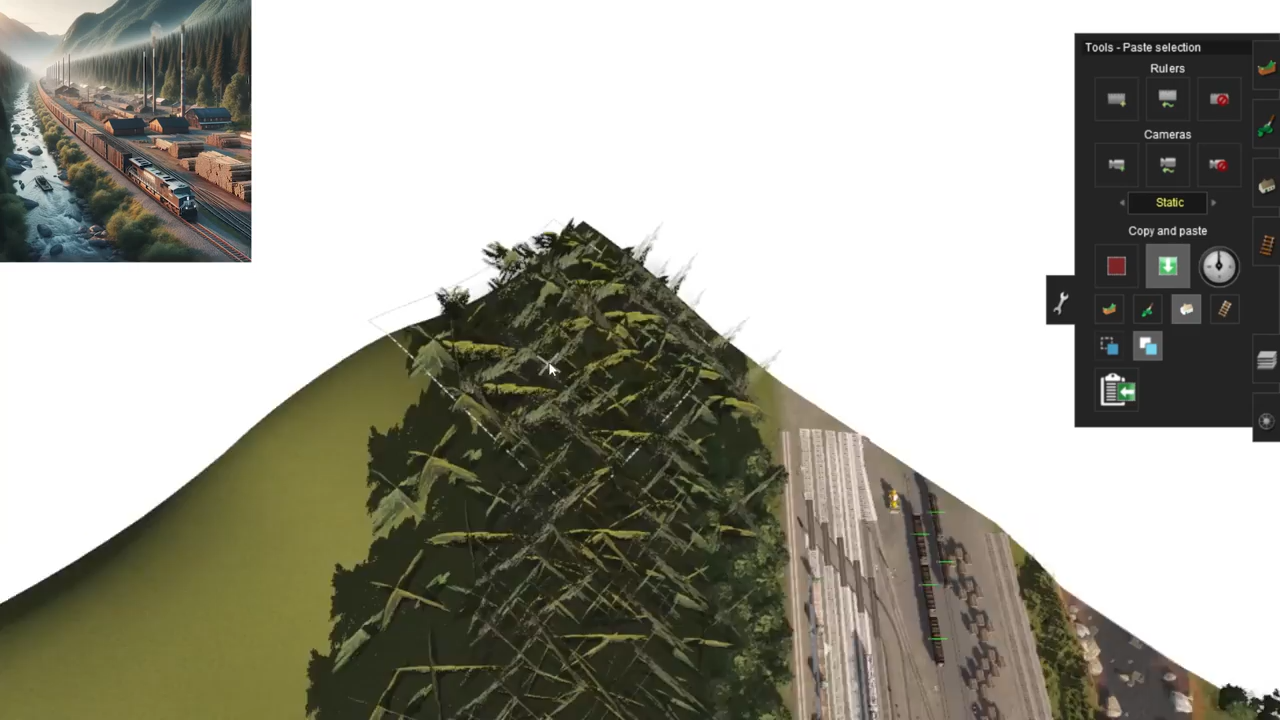 Tools - Paste selection
Rulers
Cameras
Static
Copy and paste